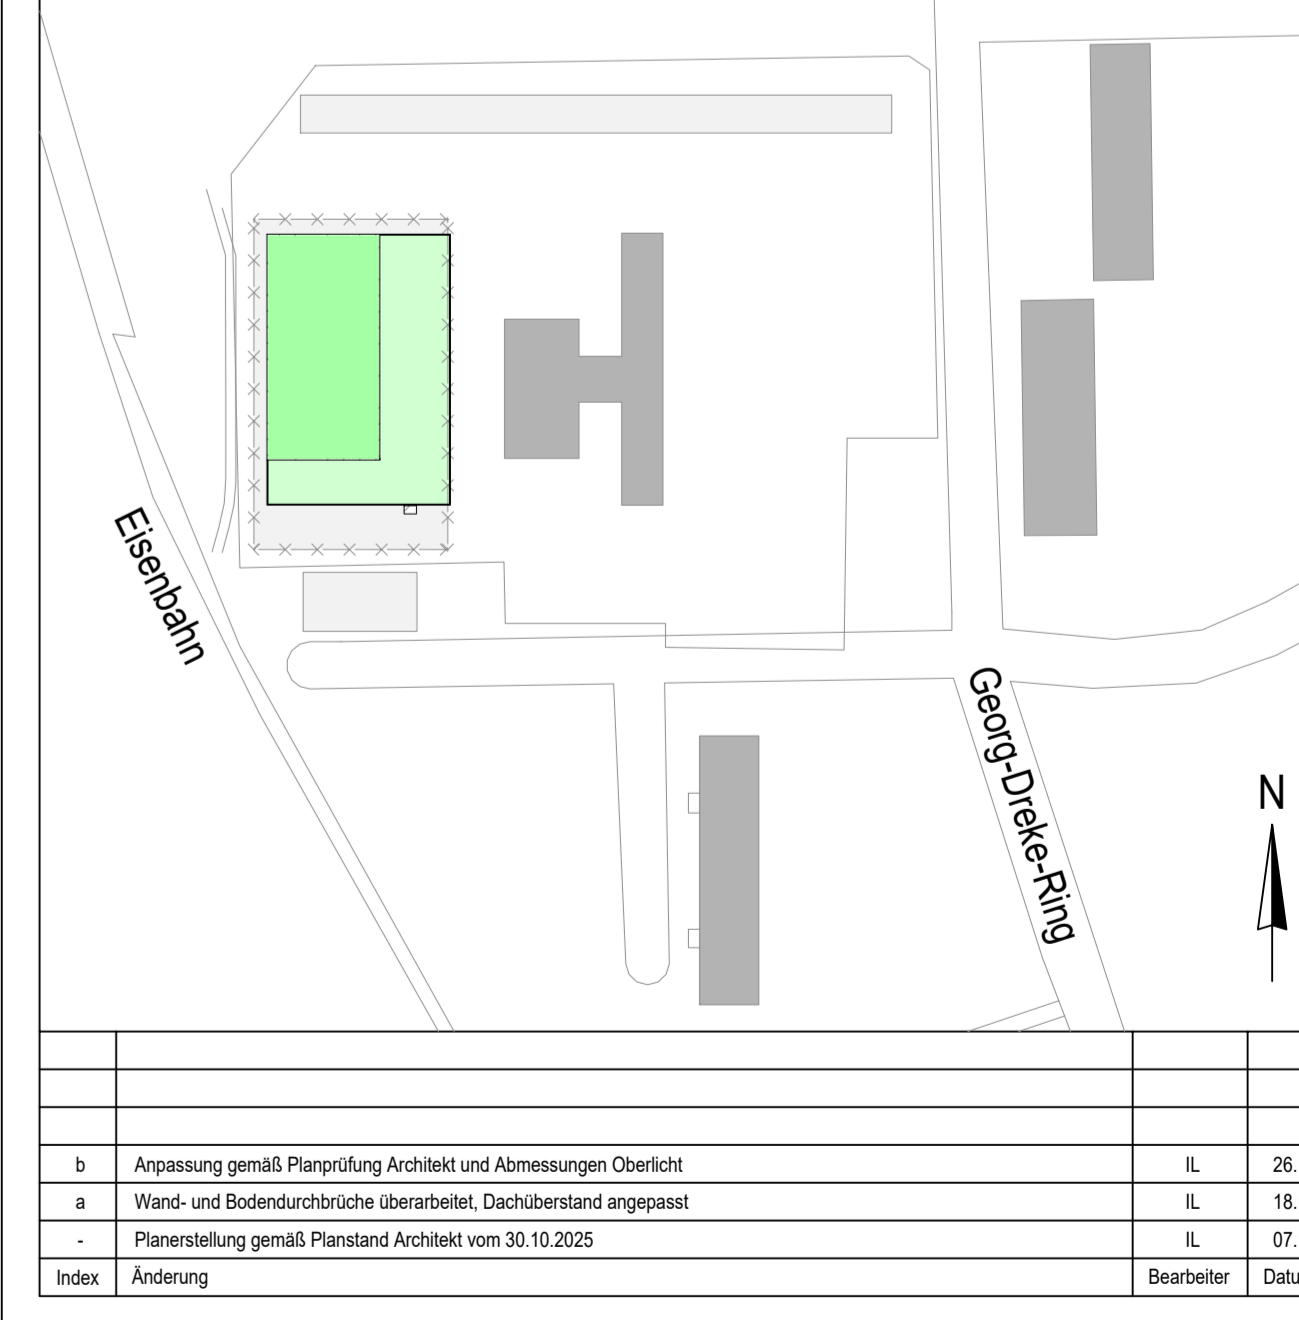 Eisenbahn
Georg-Dreke-Ring
N
b Anpassung gemäß Planprüfung Architekt und Abmessungen Oberlicht IL 26.
a Wand- und Bodendurchbrüche überarbeitet, Dachüberstand angepasst IL 18.
- Planerstellung gemäß Planstand Architekt vom 30.10.2025 IL 07.
Index Änderung Bearbeiter Datu